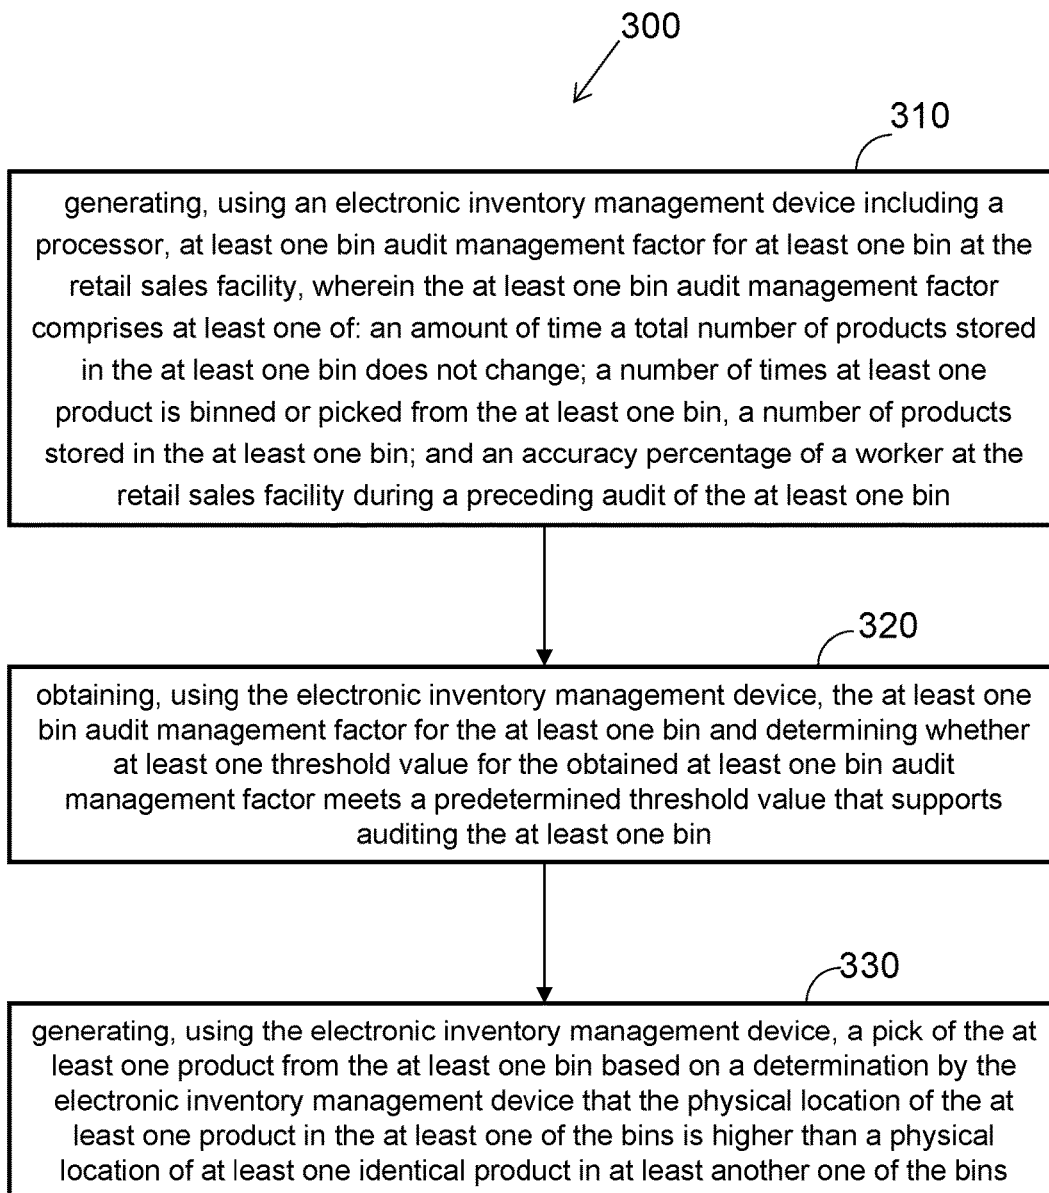 300
310
generating, using an electronic inventory management device including a
processor, at least one bin audit management factor for at least one bin at the
retail sales facility, wherein the at least one bin audit management factor
comprises at least one of: an amount of time a total number of products stored
in the at least one bin does not change; a number of times at least one
product is binned or picked from the at least one bin, a number of products
stored in the at least one bin; and an accuracy percentage of a worker at the
retail sales facility during a preceding audit of the at least one bin
320
obtaining, using the electronic inventory management device, the at least one
bin audit management factor for the at least one bin and determining whether
at least one threshold value for the obtained at least one bin audit
management factor meets a predetermined threshold value that supports
auditing the at least one bin
330
generating, using the electronic inventory management device, a pick of the at
least one product from the at least one bin based on a determination by the
electronic inventory management device that the physical location of the at
least one product in the at least one of the bins is higher than a physical
location of at least one identical product in at least another one of the bins